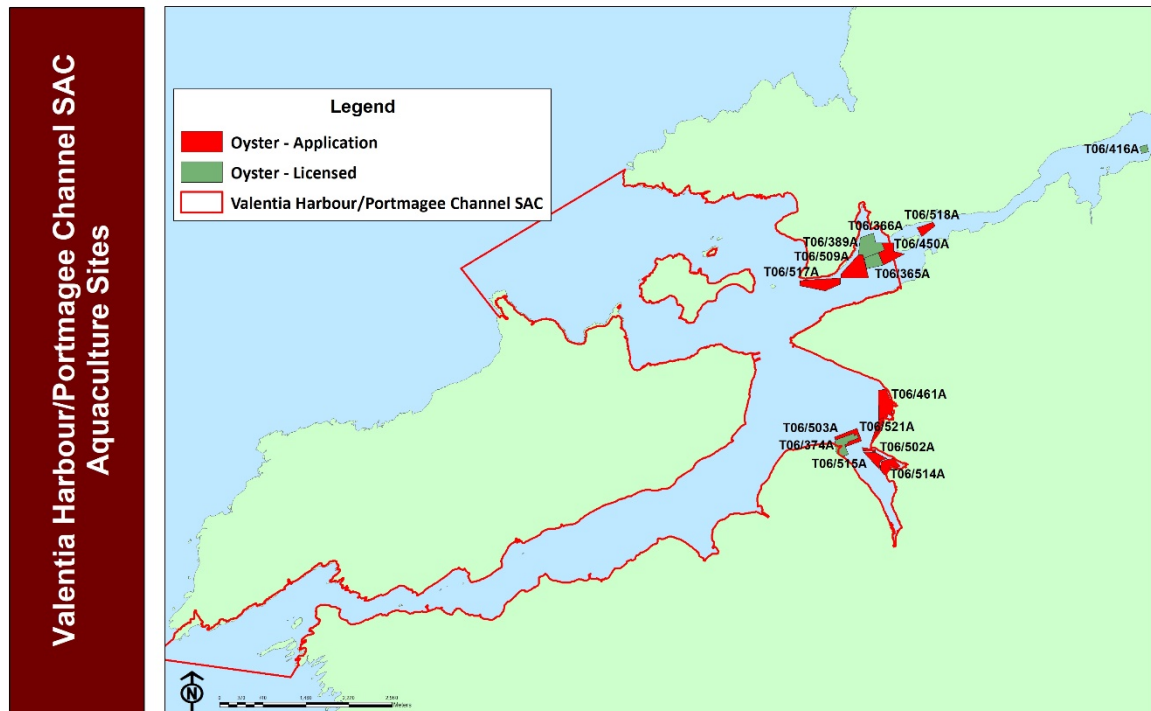 Valentia Harbour/Portmagee Channel SAC
Aquaculture Sites
Legend
Oyster - Application
Oyster - Licensed
Valentia Harbour/Portmagee Channel SAC
T06/416A
T06/518A
T06/366A
T06/389A
T06/450A
T06/509A
T06/517A
T06/365A
T06/461A
T06/503A
T06/521A
T06/374A
T06/502A
T06/515A
T06/514A
N
0
Meters